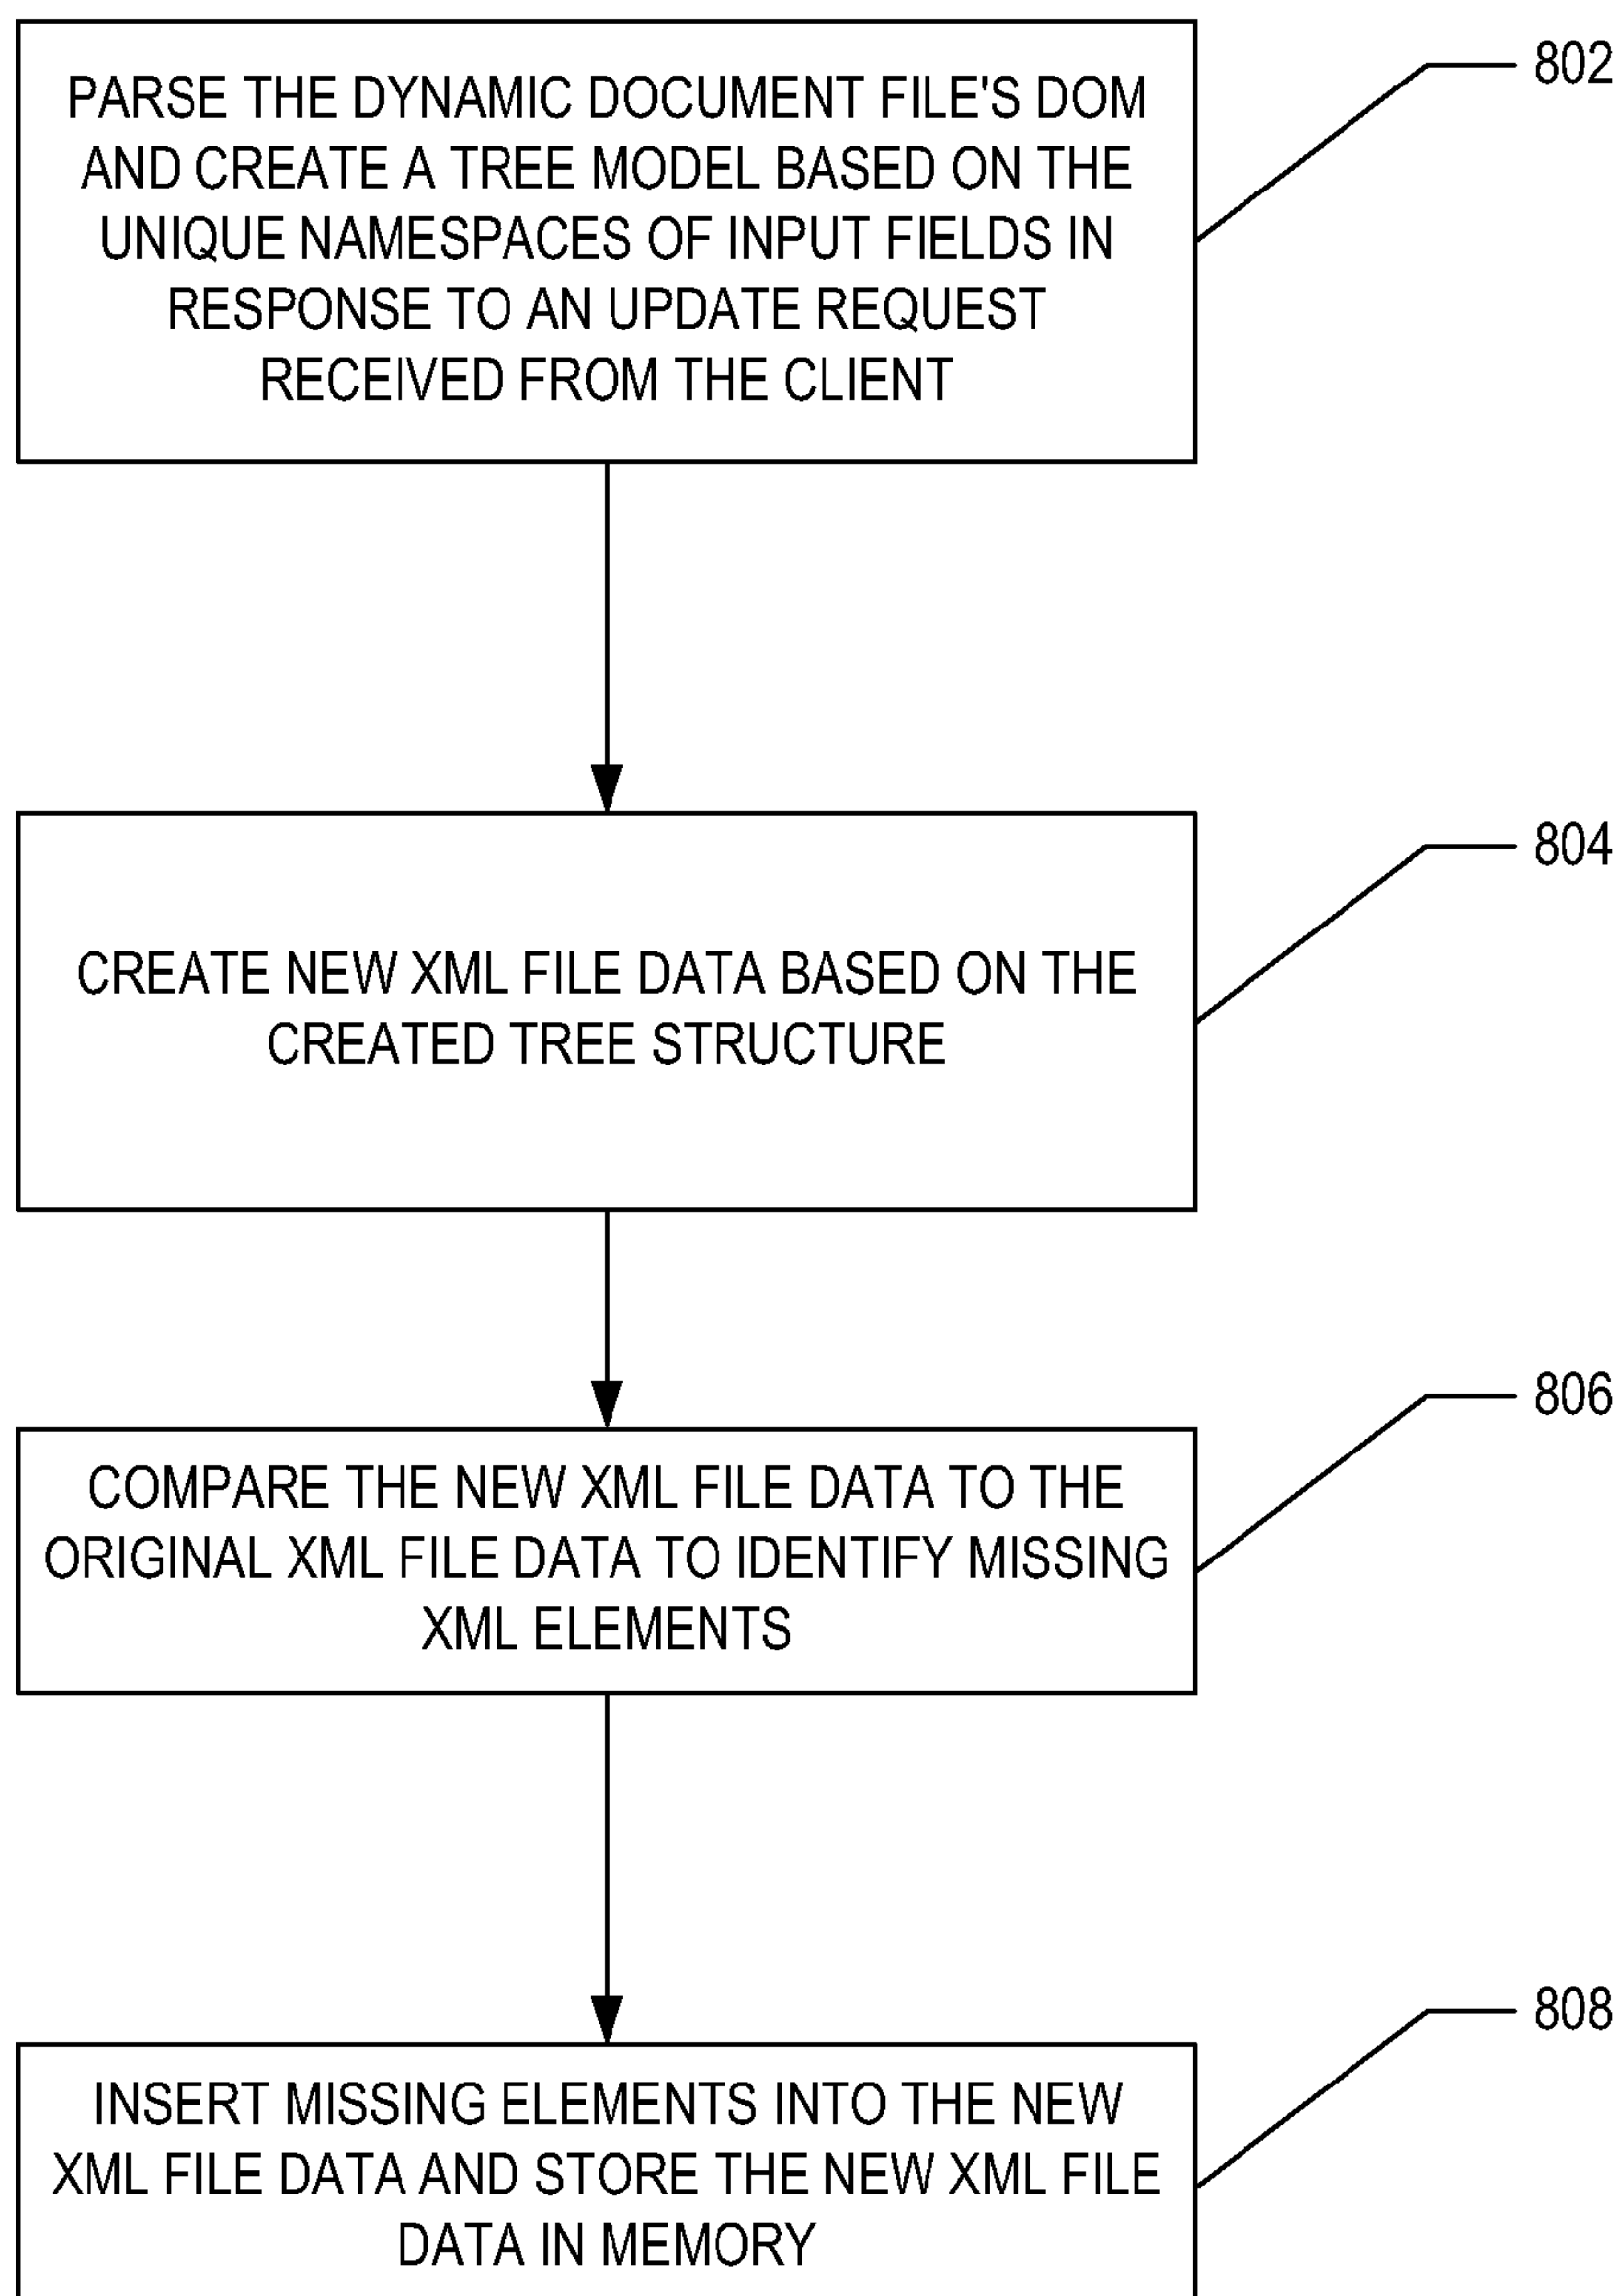 802
PARSE THE DYNAMIC DOCUMENT FILE'S DOM
AND CREATE A TREE MODEL BASED ON THE
UNIQUE NAMESPACES OF INPUT FIELDS IN
RESPONSE TO AN UPDATE REQUEST
RECEIVED FROM THE CLIENT
804
CREATE NEW XML FILE DATA BASED ON THE
CREATED TREE STRUCTURE
806
COMPARE THE NEW XML FILE DATA TO THE
ORIGINAL XML FILE DATA TO IDENTIFY MISSING
XML ELEMENTS
808
INSERT MISSING ELEMENTS INTO THE NEW
XML FILE DATA AND STORE THE NEW XML FILE
DATA IN MEMORY